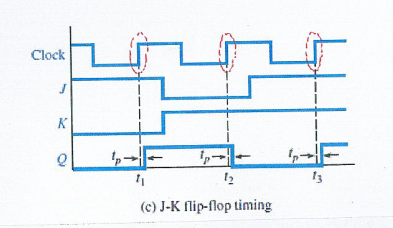 Clock
J
K
Q
tp tp tp
t1 t2 t3
(c) J-K flip-flop timing